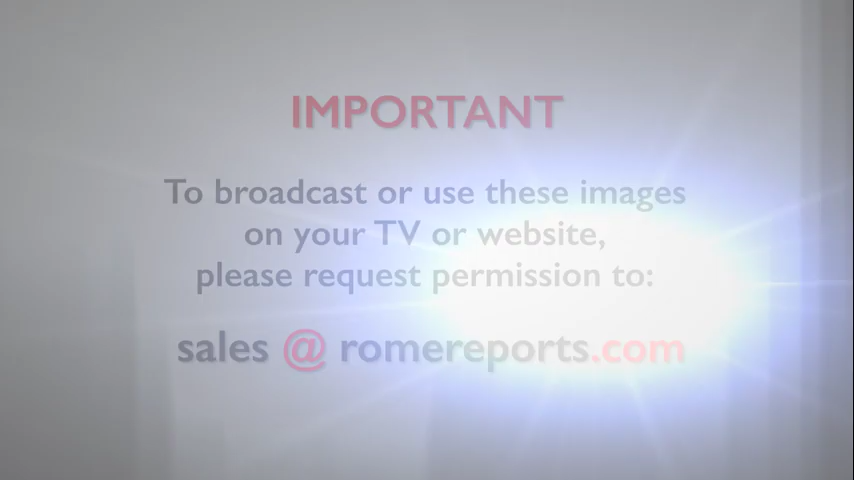 IMPORTANT
To broadcast or use these images
on your TV or website,
please request permission to:
sales @ romereports.com